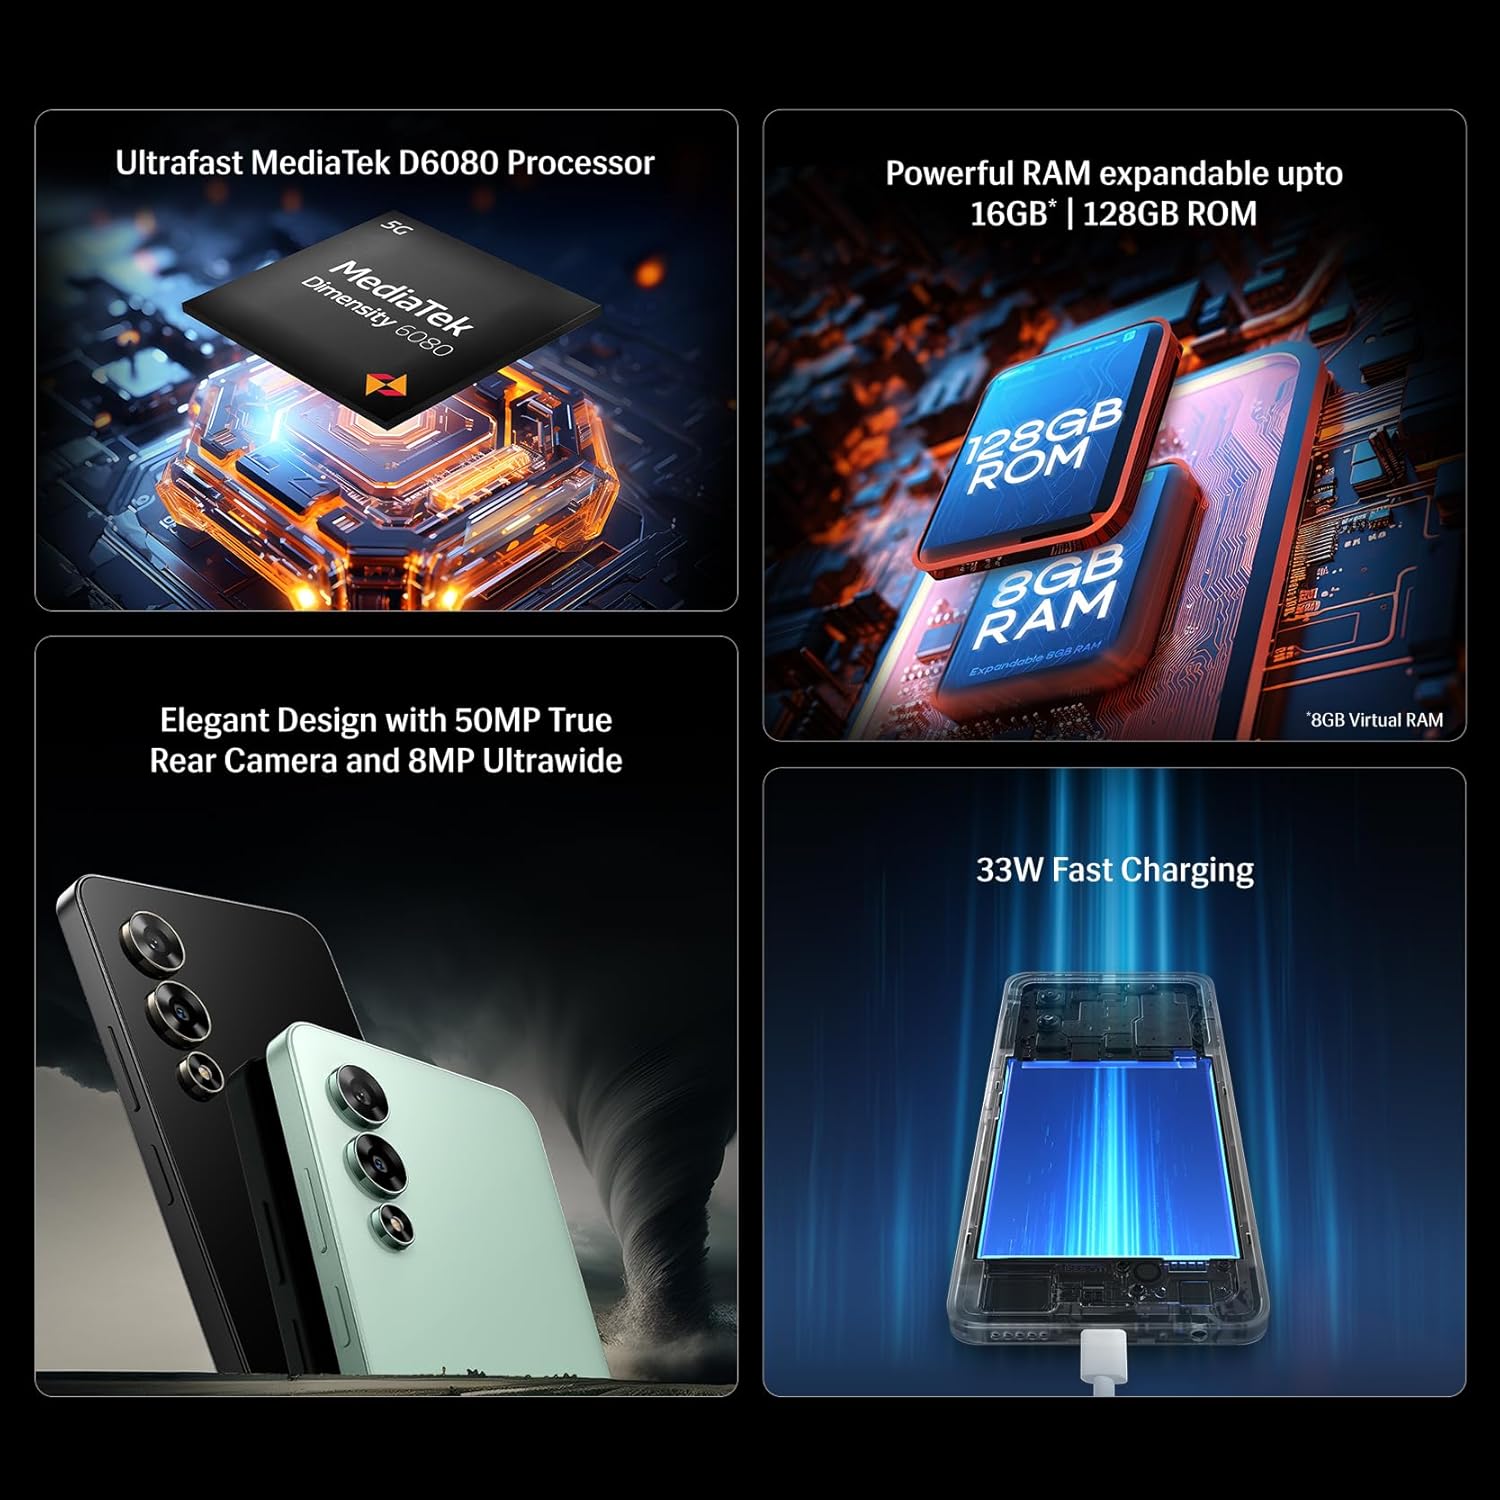 Ultrafast MediaTek D6080 Processor
5G
MediaTek
Dimensity 6080
Powerful RAM expandable upto
16GB* | 128GB ROM
128GB
ROM
8GB
RAM
Expandable 8GB RAM
*8GB Virtual RAM
Elegant Design with 50MP True
Rear Camera and 8MP Ultrawide
33W Fast Charging